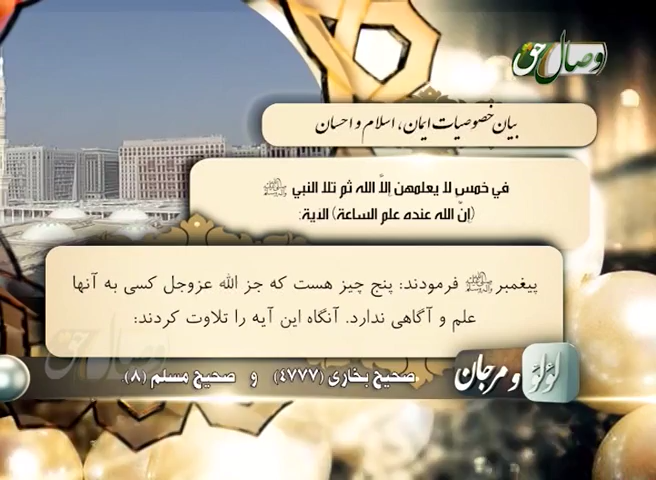 وصال حق
بیان خصوصیات ایمان، اسلام و احسان
في خمس لا يعلمهن إلاّ الله ثم تلا النبي ﷺ
(إنّ الله عنده علم الساعة) الآية:
پیغمبر ﷺ فرمودند: پنج چیز هست که جز الله عزوجل کسی به آنها
علم و آگاهی ندارد. آنگاه این آیه را تلاوت کردند:
لؤلؤ و مرجان
صحیح بخاری (٤٧٧٧) و صحیح مسلم (٨).